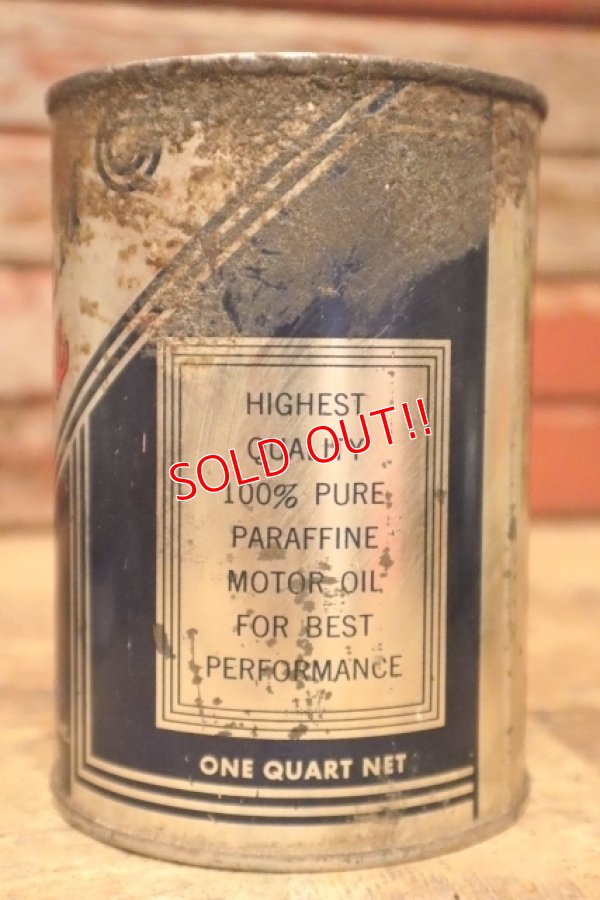 HIGHEST
QUALITY
SOLD OUT!!
100% PURE
PARAFFINE
MOTOR OIL
FOR BEST
PERFORMANCE
ONE QUART NET